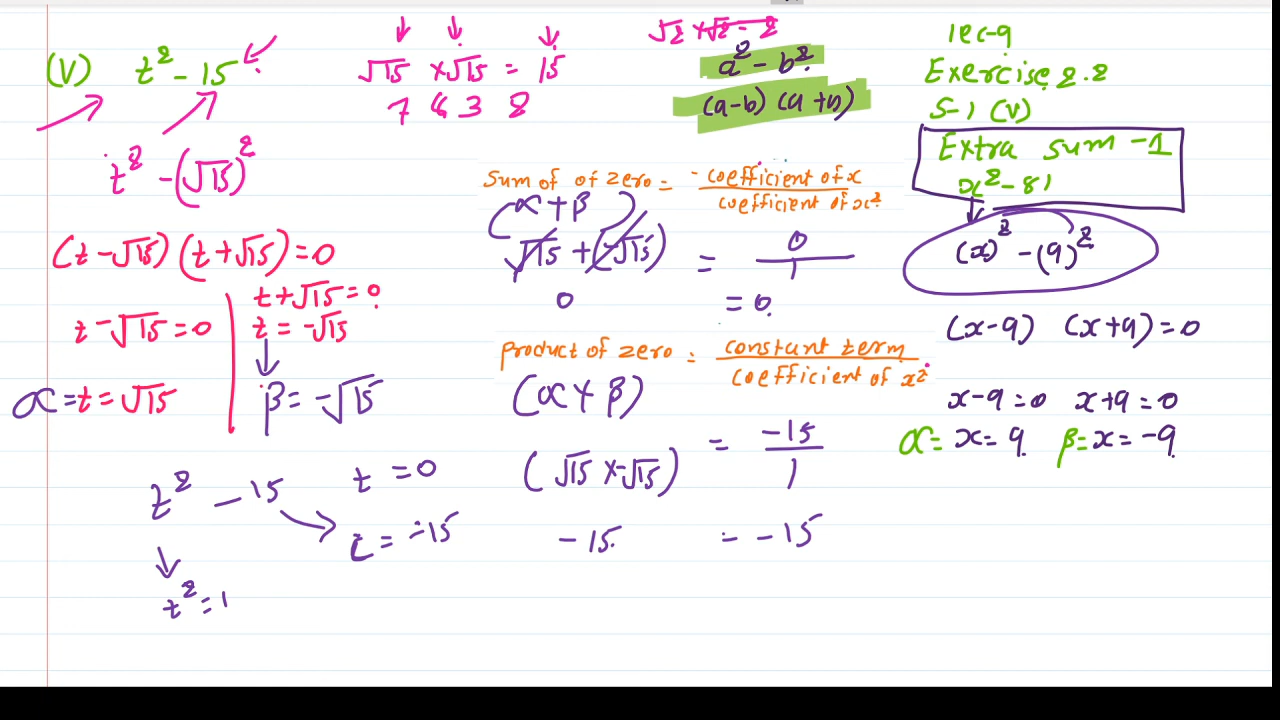 (V) t² - 15
√15 × √15 = 15
7 6 3 8
t² - (√15)²
(t-√15) (t+√15) = 0
t-√15 = 0
α = t = √15
t+√15 = 0
t = -√15
β = -√15
t² - 15
t = 0
c = -15
t² = 1
√2 × √2 = 2
a² - b²
(a-b) (a+b)
Sum of of zero = -coefficient of x / coefficient of x²
(α + β)
√15 + (-√15) = 0/1
0 = 0
product of zero = constant term / coefficient of x²
(α × β)
(√15 × -√15) = -15/1
-15 = -15
lec-9
Exercise 2.2
S-1 (V)
Extra sum -1
x² - 81
(x)² - (9)²
(x-9) (x+9) = 0
x-9=0 x+9=0
α = x = 9 β = x = -9